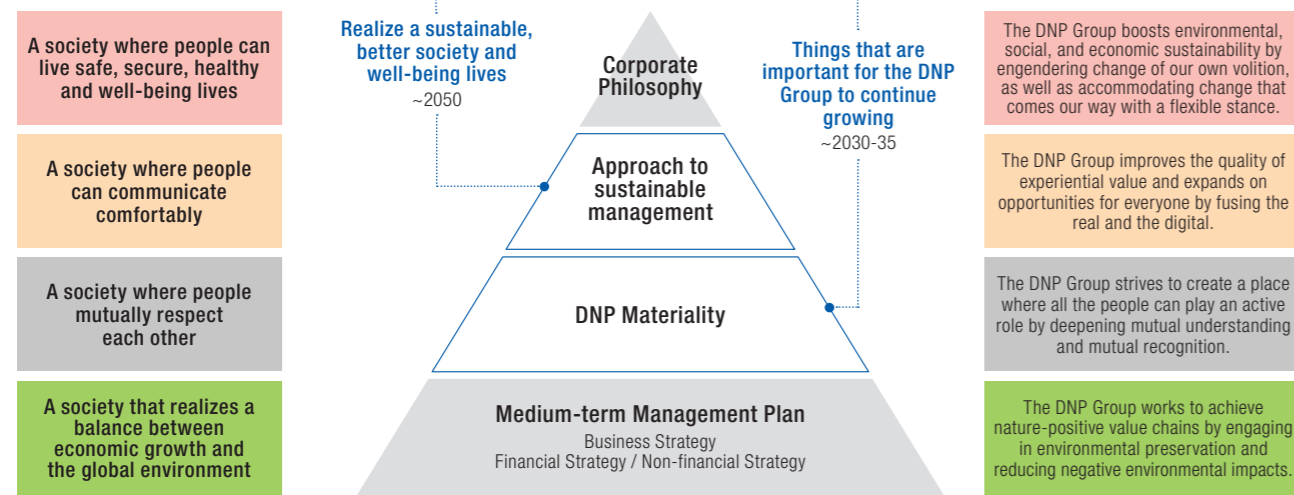 A society where people can
live safe, secure, healthy
and well-being lives
A society where people
can communicate
comfortably
A society where people
mutually respect
each other
A society that realizes a
balance between
economic growth and
the global environment
Realize a sustainable,
better society and
well-being lives
~2050
Corporate
Philosophy
Approach to
sustainable
management
DNP Materiality
Medium-term Management Plan
Business Strategy
Financial Strategy / Non-financial Strategy
Things that are
important for the DNP
Group to continue
growing
~2030-35
The DNP Group boosts environmental,
social, and economic sustainability by
engendering change of our own volition,
as well as accommodating change that
comes our way with a flexible stance.
The DNP Group improves the quality of
experiential value and expands on
opportunities for everyone by fusing the
real and the digital.
The DNP Group strives to create a place
where all the people can play an active
role by deepening mutual understanding
and mutual recognition.
The DNP Group works to achieve
nature-positive value chains by engaging
in environmental preservation and
reducing negative environmental impacts.